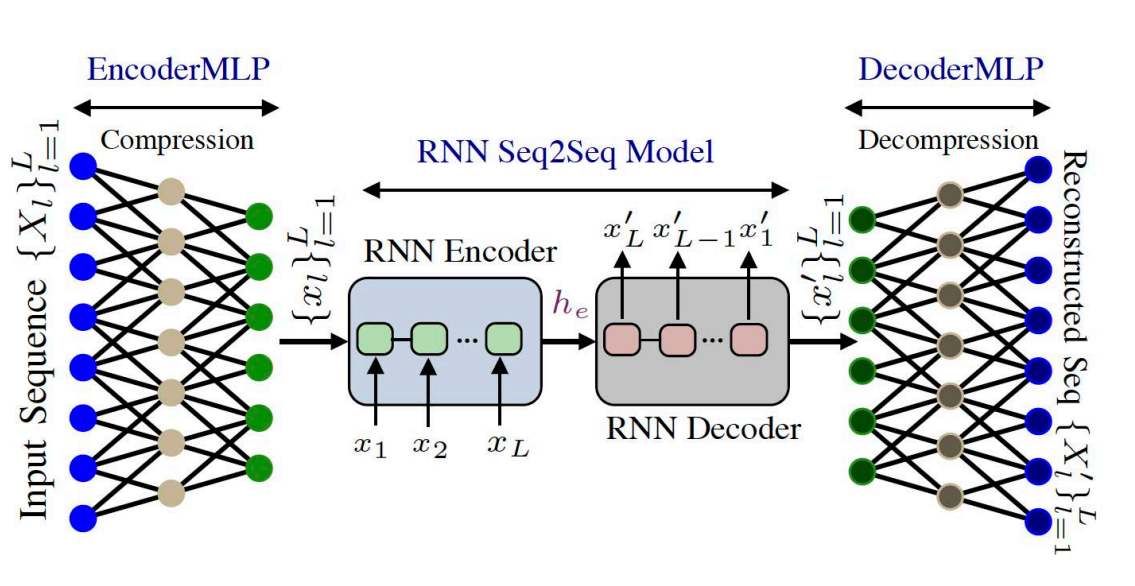 EncoderMLP
Compression
Input Sequence {X_l}_{l=1}^L
{x_l}_{l=1}^L
RNN Seq2Seq Model
RNN Encoder
x_1 x_2 x_L
...
h_e
x'_L x'_{L-1} x'_1
...
RNN Decoder
{x'_l}_{l=1}^L
DecoderMLP
Decompression
Reconstructed Seq {X'_l}_{l=1}^L